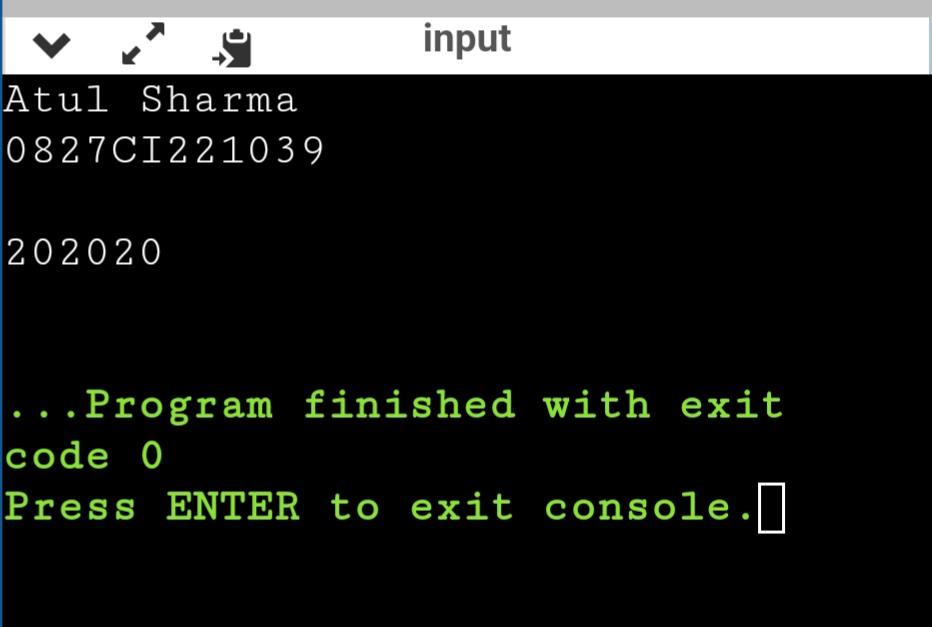 input
Atul Sharma
0827CI221039
202020
...Program finished with exit
code 0
Press ENTER to exit console.